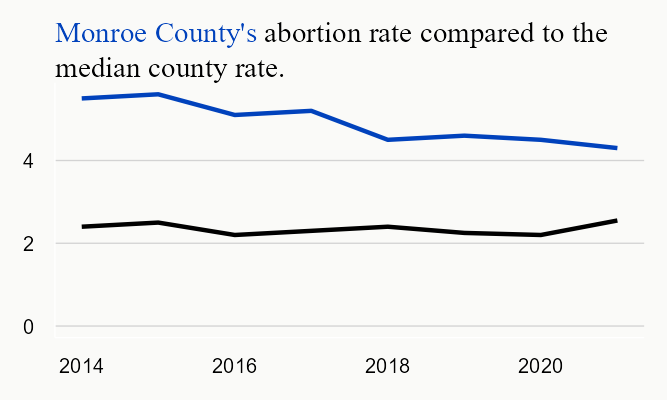 Monroe County's abortion rate compared to the
median county rate.
4
2
0
2014 2016 2018 2020